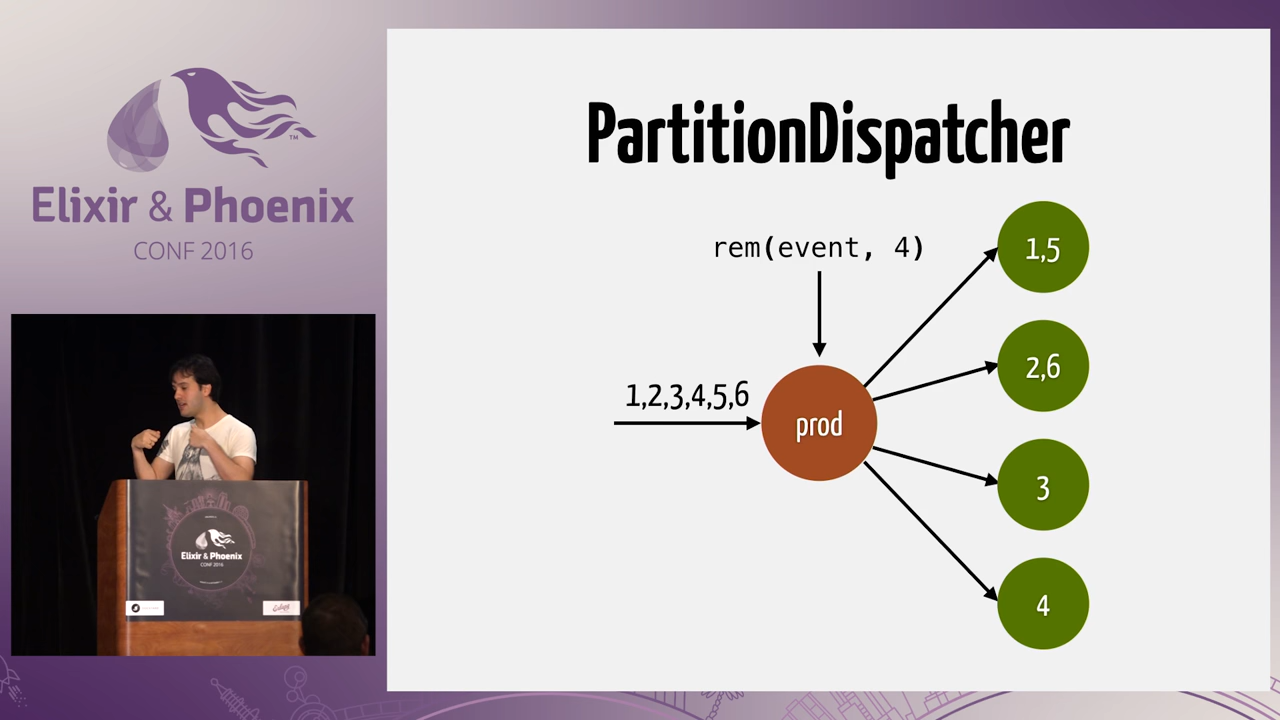 Elixir & Phoenix
TM
CONF 2016
PartitionDispatcher
rem(event, 4)
1,2,3,4,5,6
prod
1,5
2,6
3
4
Elixir & Phoenix
CONF 2016